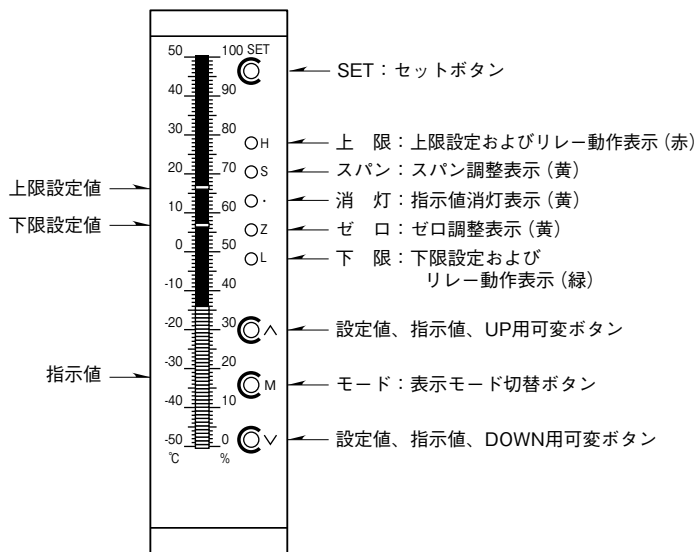 50 100 SET
40 90
30 80
20 70
10 60
0 50
-10 40
-20 30
-30 20
-40 10
-50 0
℃ %
H
S
・
Z
L
∧
M
∨
上限設定値
下限設定値
指示値
SET：セットボタン
上　限：上限設定およびリレー動作表示（赤）
スパン：スパン調整表示（黄）
消　灯：指示値消灯表示（黄）
ゼ　ロ：ゼロ調整表示（黄）
下　限：下限設定および
リレー動作表示（緑）
設定値、指示値、UP用可変ボタン
モード：表示モード切替ボタン
設定値、指示値、DOWN用可変ボタン